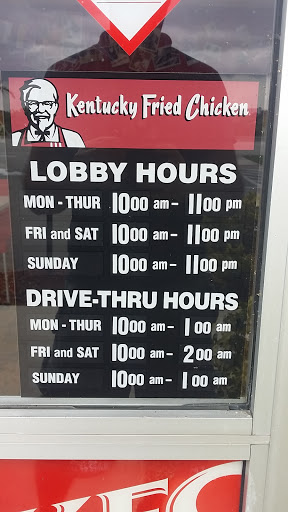 Kentucky Fried Chicken
LOBBY HOURS
MON - THUR 10 00 am - 11 00 pm
FRI and SAT 10 00 am - 11 00 pm
SUNDAY 10 00 am - 11 00 pm
DRIVE-THRU HOURS
MON - THUR 10 00 am - 1 00 am
FRI and SAT 10 00 am - 2 00 am
SUNDAY 10 00 am - 1 00 am
KFC